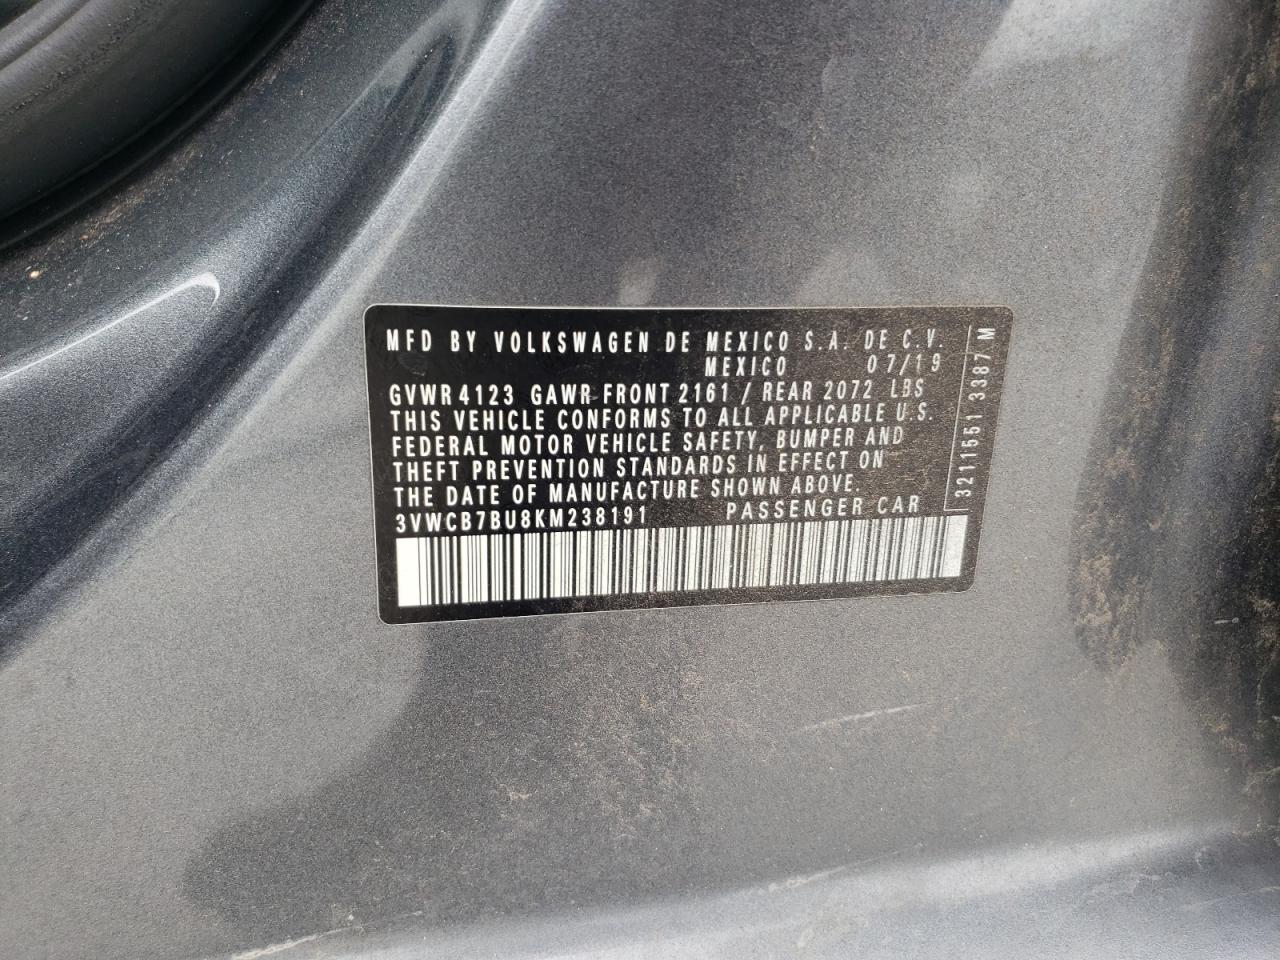 MFD BY VOLKSWAGEN DE MEXICO S.A. DE C.V.
MEXICO 07/19
GVWR 4123 GAWR FRONT 2161 / REAR 2072 LBS
THIS VEHICLE CONFORMS TO ALL APPLICABLE U.S.
FEDERAL MOTOR VEHICLE SAFETY, BUMPER AND
THEFT PREVENTION STANDARDS IN EFFECT ON
THE DATE OF MANUFACTURE SHOWN ABOVE.
3VWCB7BU8KM238191 PASSENGER CAR
3211551 3387 M